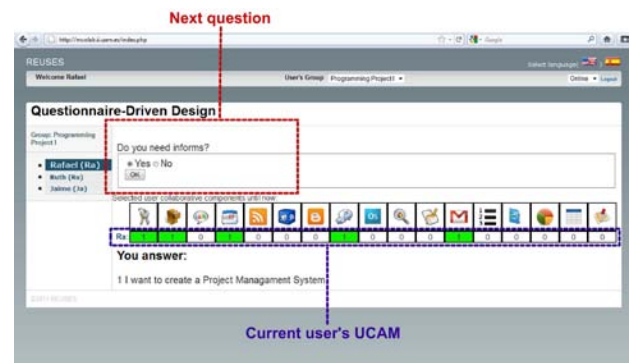 Next question
REUSES
Select language:
Welcome Rafael
User's Group: Programming Project1
Online
Logout
Questionnaire-Driven Design
Group: Programming
Project1
Rafael (Ra)
Ruth (Ru)
Jaime (Ja)
Do you need informs?
Yes No
OK
Selected user collaborative components until now:
Ra: 1 1 0 1 0 0 0 1 0 0 0 1 0 0 0 0 0
You answer:
1 I want to create a Project Managament System
Current user's UCAM